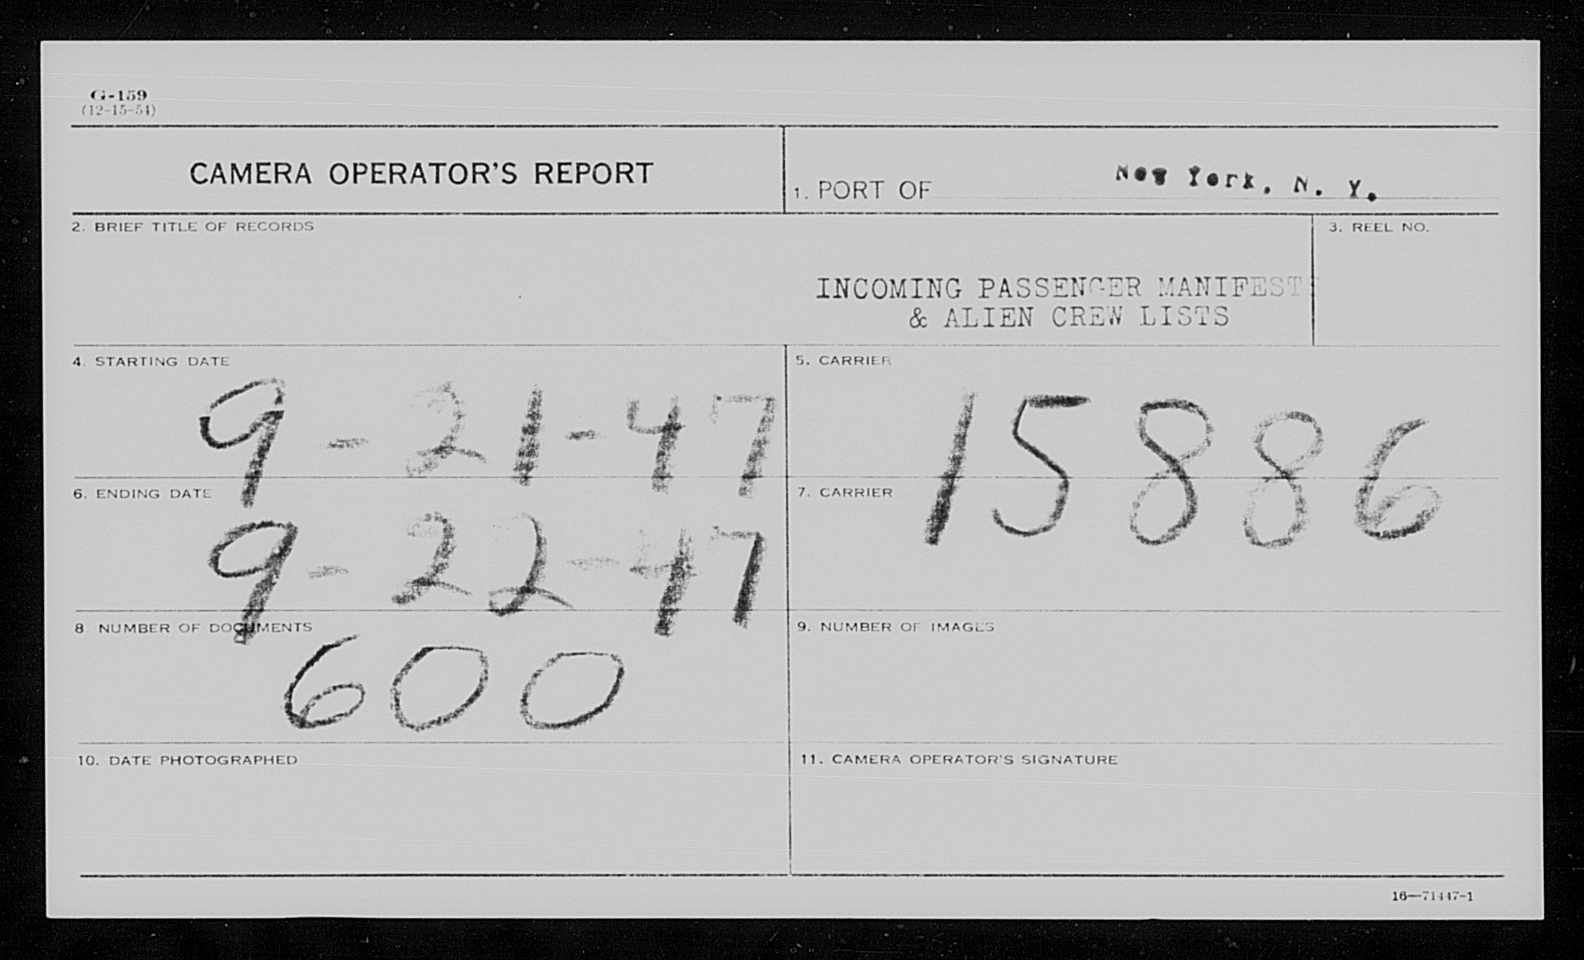 G-159
(12-15-54)
CAMERA OPERATOR'S REPORT
1. PORT OF New York, N. Y.
2. BRIEF TITLE OF RECORDS
INCOMING PASSENGER MANIFEST
& ALIEN CREW LISTS
3. REEL NO.
4. STARTING DATE
9-21-47
5. CARRIER
15886
6. ENDING DATE
9-22-47
7. CARRIER
8 NUMBER OF DOCUMENTS
600
9. NUMBER OF IMAGES
10. DATE PHOTOGRAPHED
11. CAMERA OPERATOR'S SIGNATURE
16—71447-1